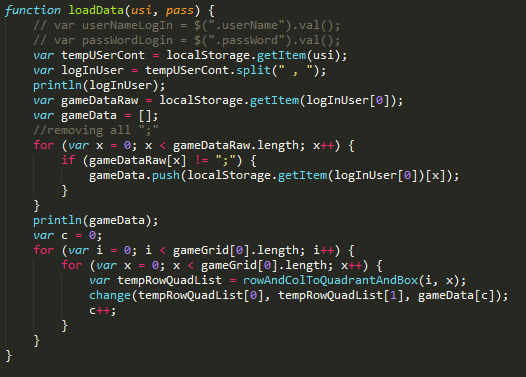 function loadData(usi, pass) {
// var userNameLogIn = $(".userName").val();
// var passWordLogin = $(".passWord").val();
var tempUSerCont = localStorage.getItem(usi);
var logInUser = tempUSerCont.split(" , ");
println(logInUser);
var gameDataRaw = localStorage.getItem(logInUser[0]);
var gameData = [];
//removing all ";"
for (var x = 0; x < gameDataRaw.length; x++) {
if (gameDataRaw[x] != ";") {
gameData.push(localStorage.getItem(logInUser[0])[x]);
}
}
println(gameData);
var c = 0;
for (var i = 0; i < gameGrid[0].length; i++) {
for (var x = 0; x < gameGrid[0].length; x++) {
var tempRowQuadList = rowAndColToQuadrantAndBox(i, x);
change(tempRowQuadList[0], tempRowQuadList[1], gameData[c]);
c++;
}
}
}